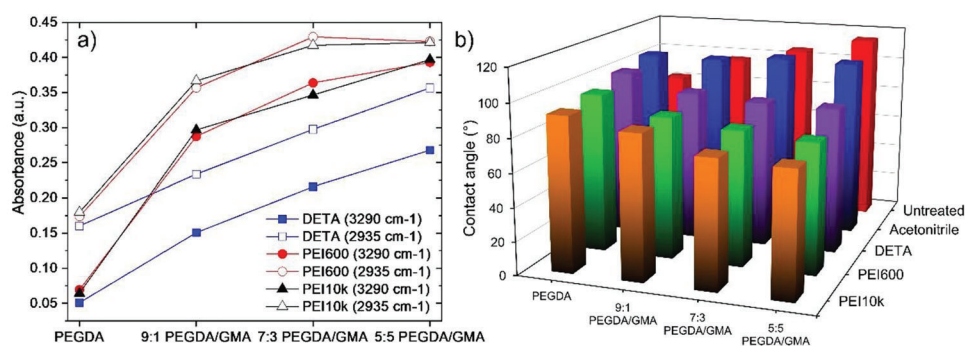 a)
0.45
0.40
0.35
0.30
0.25
0.20
0.15
0.10
0.05
Absorbance (a.u.)
DETA (3290 cm-1)
DETA (2935 cm-1)
PEI600 (3290 cm-1)
PEI600 (2935 cm-1)
PEI10k (3290 cm-1)
PEI10k (2935 cm-1)
PEGDA 9:1 PEGDA/GMA 7:3 PEGDA/GMA 5:5 PEGDA/GMA
b)
120
100
80
60
40
20
0
Contact angle (°)
PEGDA
9:1
PEGDA/GMA
7:3
PEGDA/GMA
5:5
PEGDA/GMA
Untreated
Acetonitrile
DETA
PEI600
PEI10k